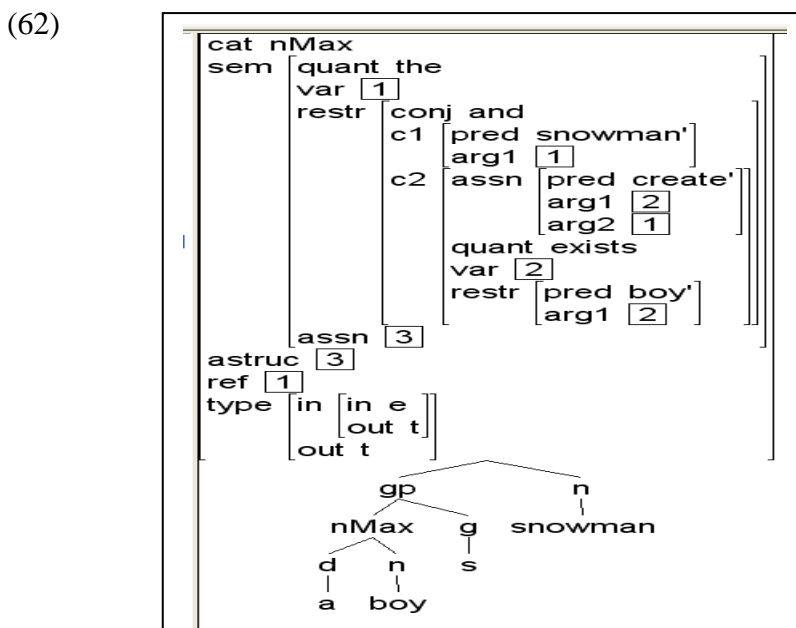 (62)
cat nMax
sem quant the
var 1
restr conj and
c1 pred snowman'
arg1 1
c2 assn pred create'
arg1 2
arg2 1
quant exists
var 2
restr pred boy'
arg1 2
assn 3
astruc 3
ref 1
type in in e
out t
out t
gp n
nMax g snowman
d n s
a boy